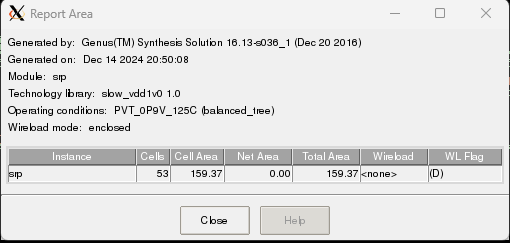 Report Area
Generated by: Genus(TM) Synthesis Solution 16.13-s036_1 (Dec 20 2016)
Generated on: Dec 14 2024 20:50:08
Module: srp
Technology library: slow_vdd1v0 1.0
Operating conditions: PVT_0P9V_125C (balanced_tree)
Wireload mode: enclosed
Instance Cells Cell Area Net Area Total Area Wireload WL Flag
srp 53 159.37 0.00 159.37 <none> (D)
Close Help